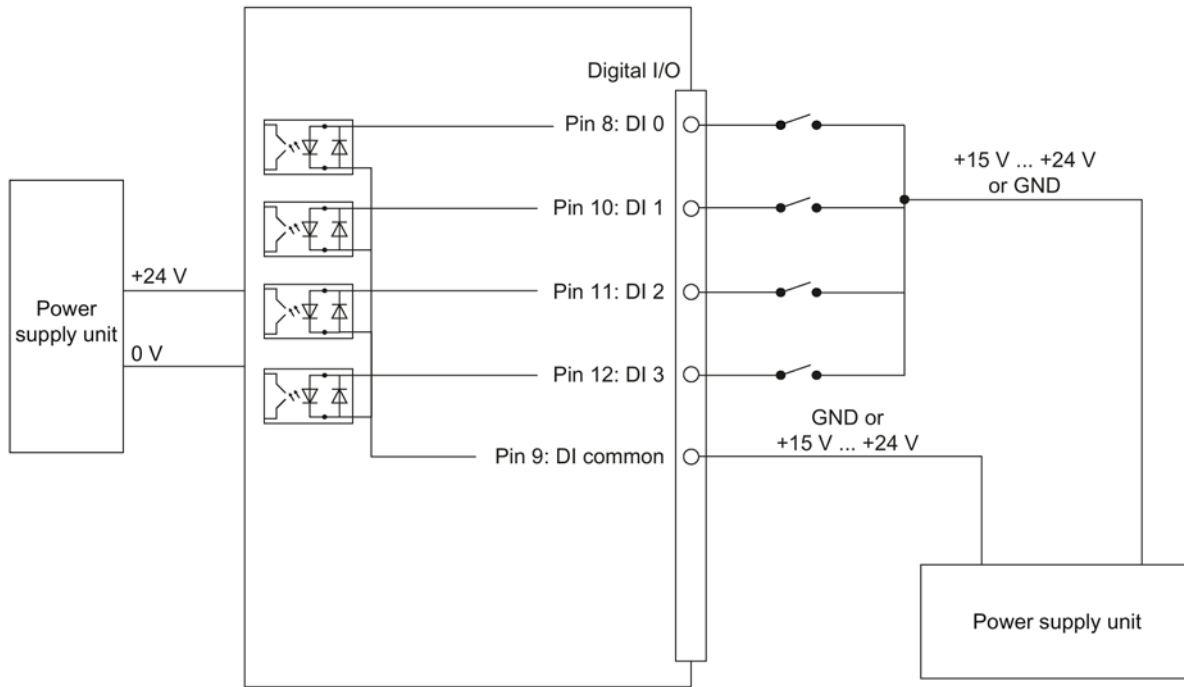 Digital I/O
Pin 8: DI 0
+15 V ... +24 V
or GND
Pin 10: DI 1
+24 V
Pin 11: DI 2
Power
supply unit
0 V
Pin 12: DI 3
GND or
+15 V ... +24 V
Pin 9: DI common
Power supply unit